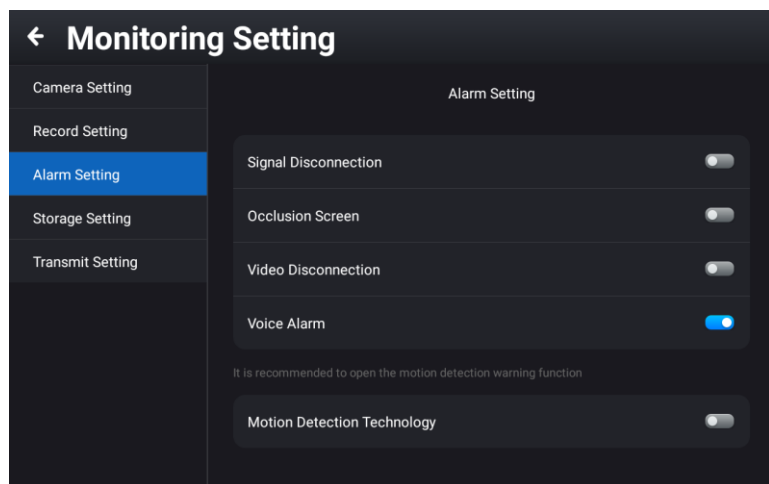 Monitoring Setting
Camera Setting
Record Setting
Alarm Setting
Storage Setting
Transmit Setting
Alarm Setting
Signal Disconnection
Occlusion Screen
Video Disconnection
Voice Alarm
It is recommended to open the motion detection warning function
Motion Detection Technology